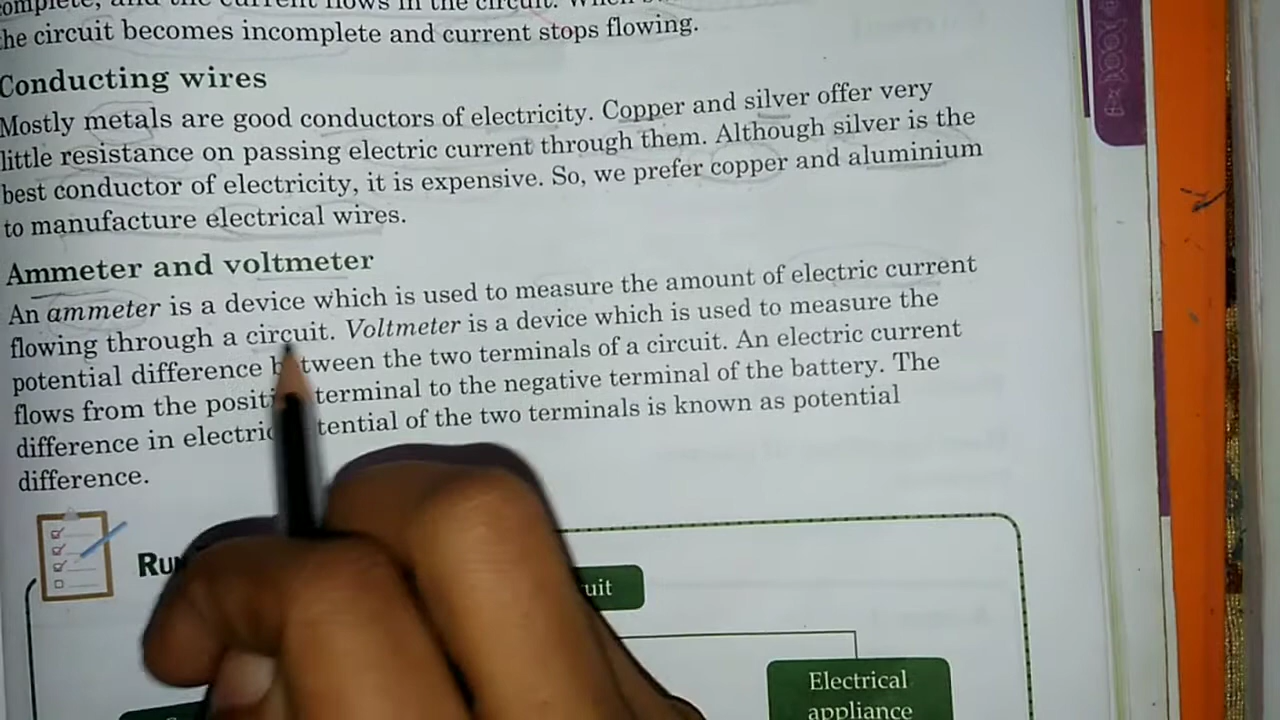 the circuit becomes incomplete and current stops flowing.
Conducting wires
Mostly metals are good conductors of electricity. Copper and silver offer very
little resistance on passing electric current through them. Although silver is the
best conductor of electricity, it is expensive. So, we prefer copper and aluminium
to manufacture electrical wires.
Ammeter and voltmeter
An ammeter is a device which is used to measure the amount of electric current
flowing through a circuit. Voltmeter is a device which is used to measure the
potential difference between the two terminals of a circuit. An electric current
flows from the positive terminal to the negative terminal of the battery. The
difference in electric potential of the two terminals is known as potential
difference.
Electrical
appliance